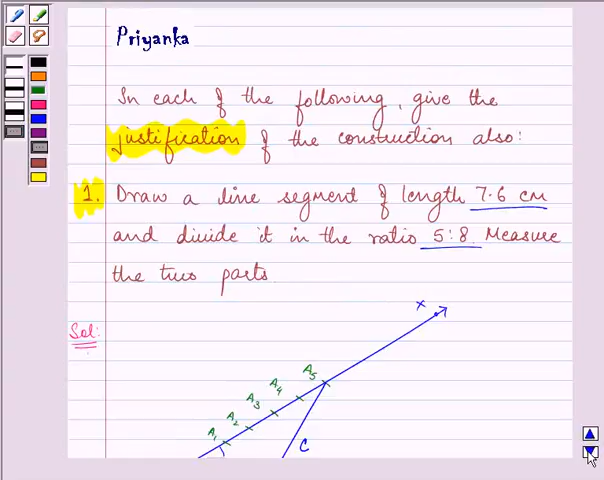 Priyanka
In each of the following, give the
justification of the construction also:
1. Draw a line segment of length 7.6 cm
and divide it in the ratio 5:8. Measure
the two parts.
Sol:
X
A5
A4
A3
A2
A1
C